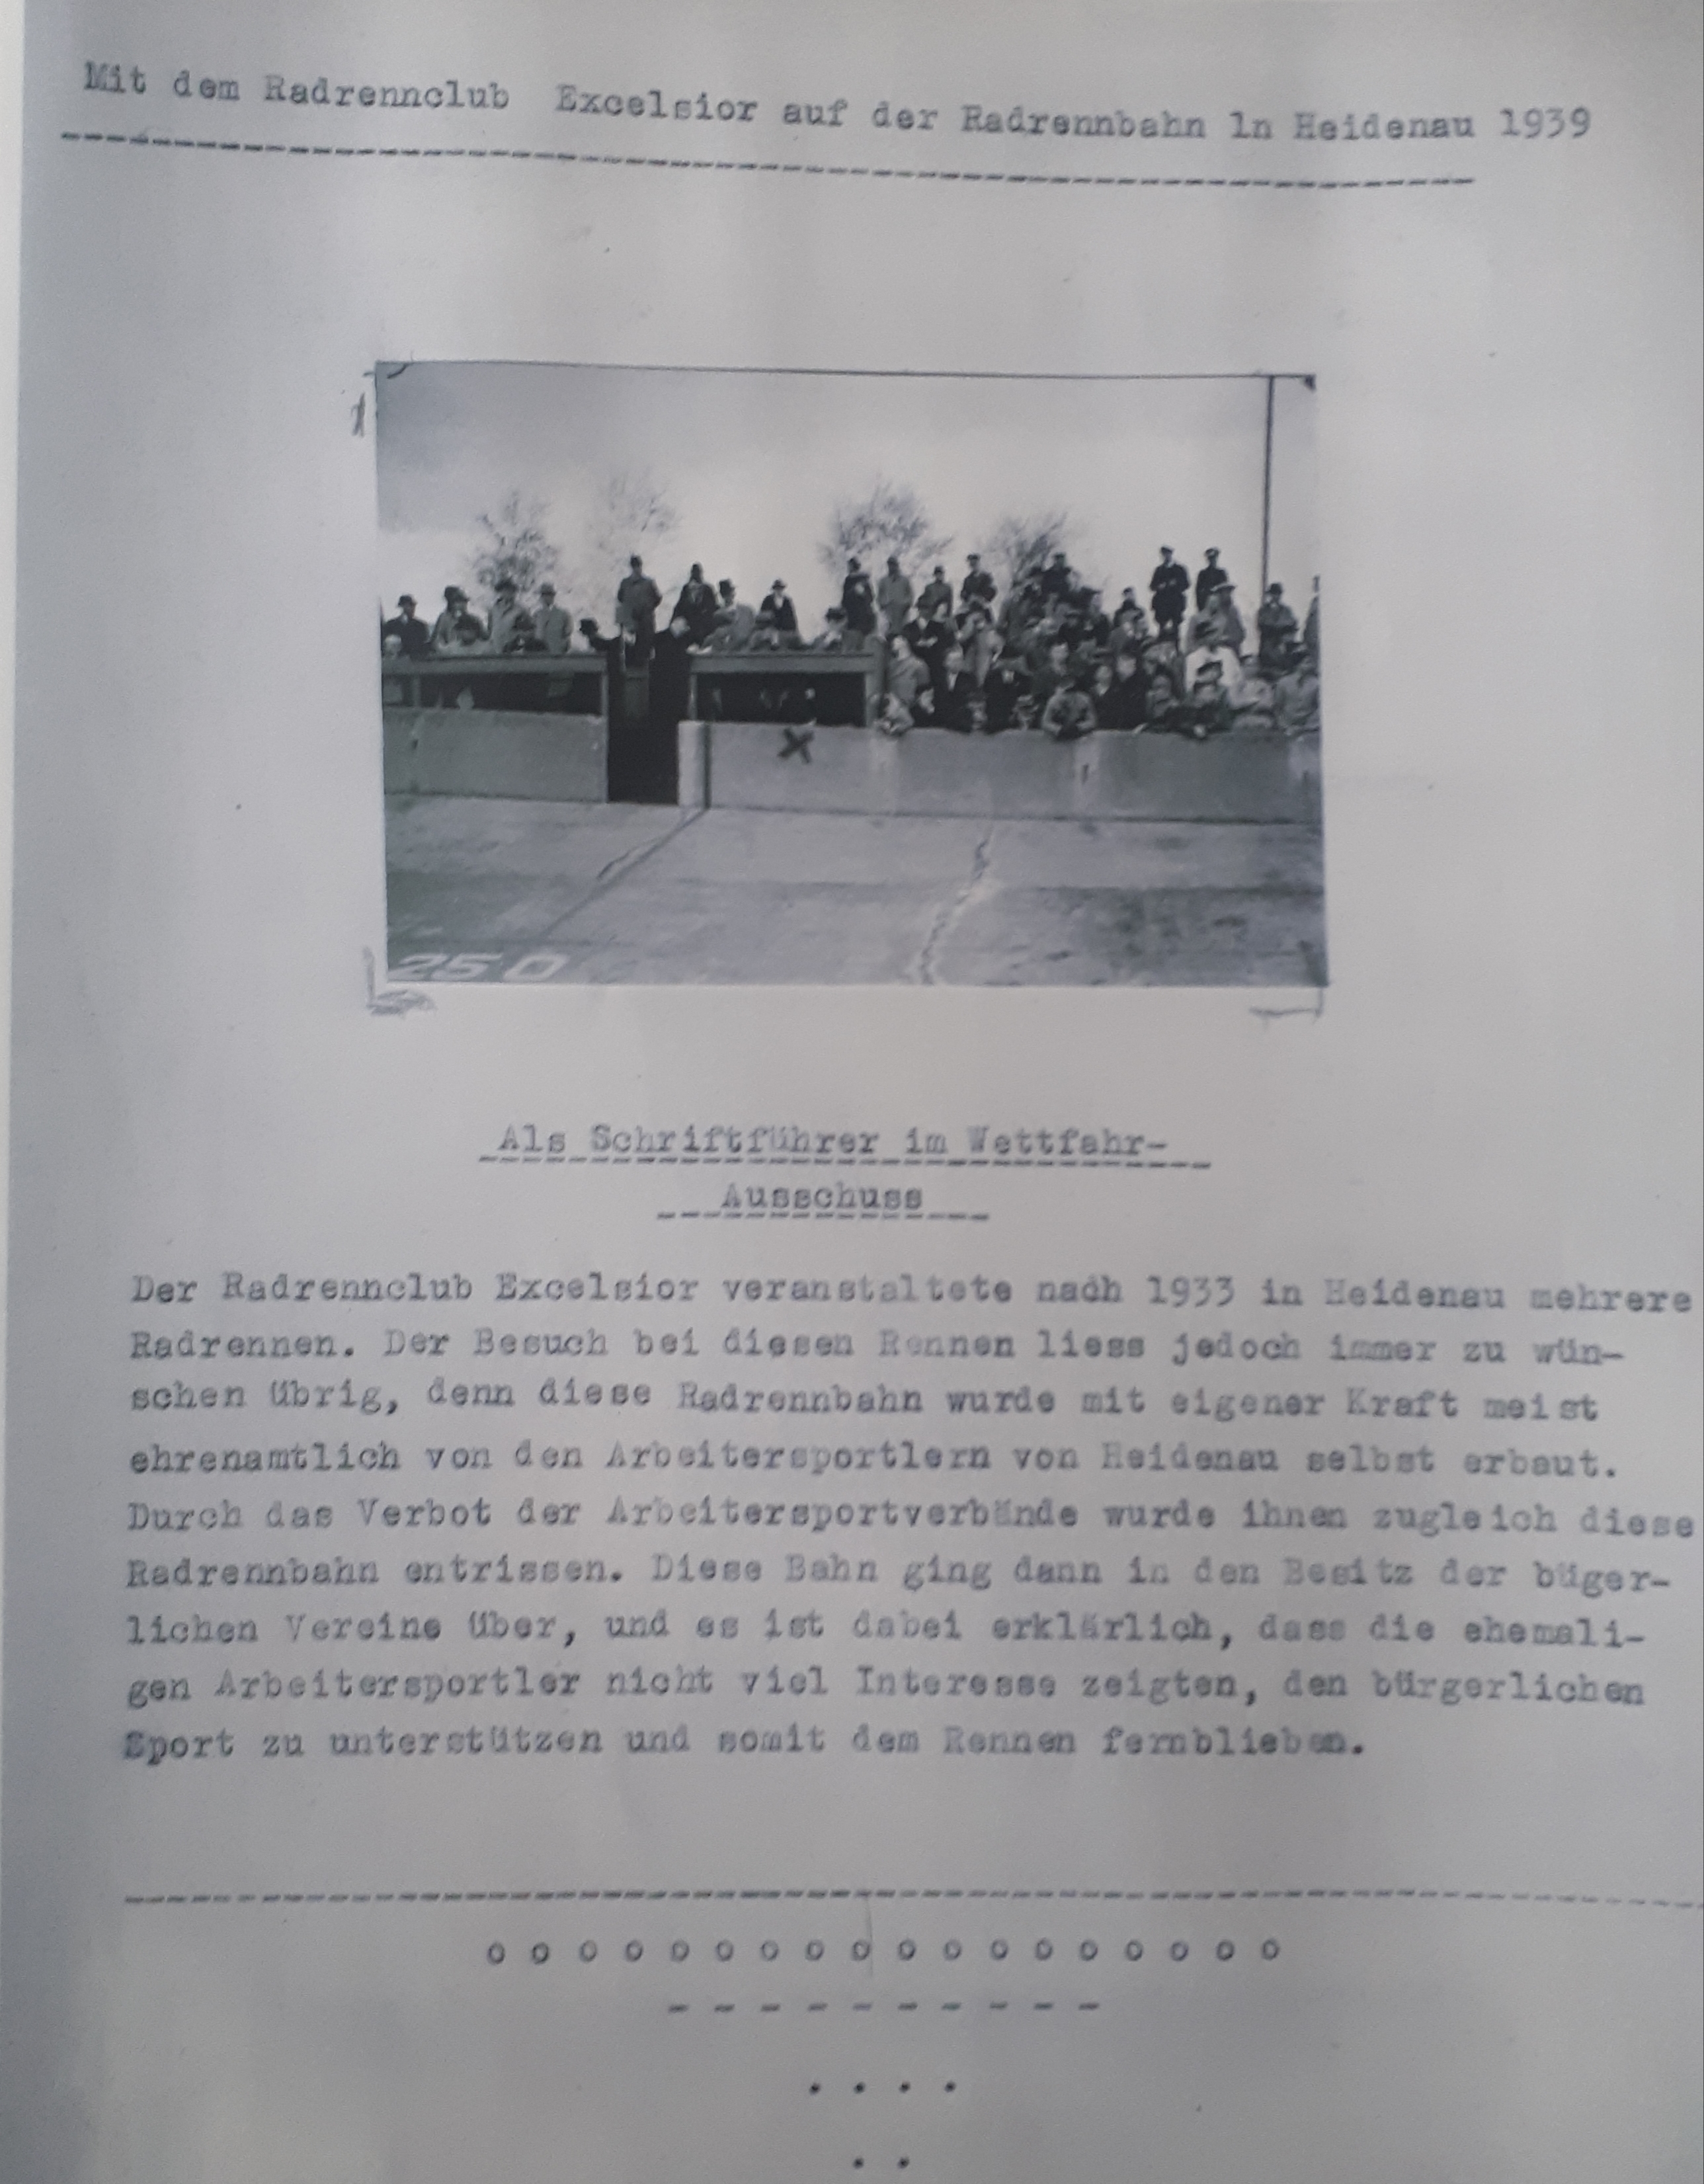 Mit dem Radrennclub Excelsior auf der Radrennbahn 1n Heidenau 1939
X
250
Als Schriftführer im Wettfahr-
Ausschuss
Der Radrennclub Excelsior veranstaltete nach 1933 in Heidenau mehrere
Radrennen. Der Besuch bei diesen Rennen liess jedoch immer zu wün-
schen übrig, denn diese Radrennbahn wurde mit eigener Kraft meist
ehrenamtlich von den Arbeitersportlern von Heidenau selbst erbaut.
Durch das Verbot der Arbeitersportverbände wurde ihnen zugleich diese
Radrennbahn entrissen. Diese Bahn ging dann in den Besitz der büger-
lichen Vereine über, und es ist dabei erklärlich, dass die ehemali-
gen Arbeitersportler nicht viel Interesse zeigten, den bürgerlichen
Sport zu unterstützen und somit dem Rennen fernblieben.
o o o o o o o o o o o o o o o o o o